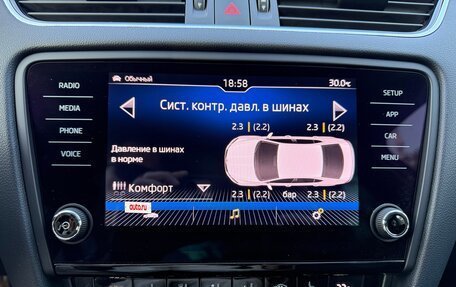 Обычный
18:58
30.0°C
RADIO
MEDIA
PHONE
VOICE
SETUP
APP
CAR
MENU
Сист. контр. давл. в шинах
2.3 (2.2) 2.3 (2.2)
Давление в шинах
в норме
Комфорт
2.3 (2.2) бар 2.3 (2.2)
auto.ru